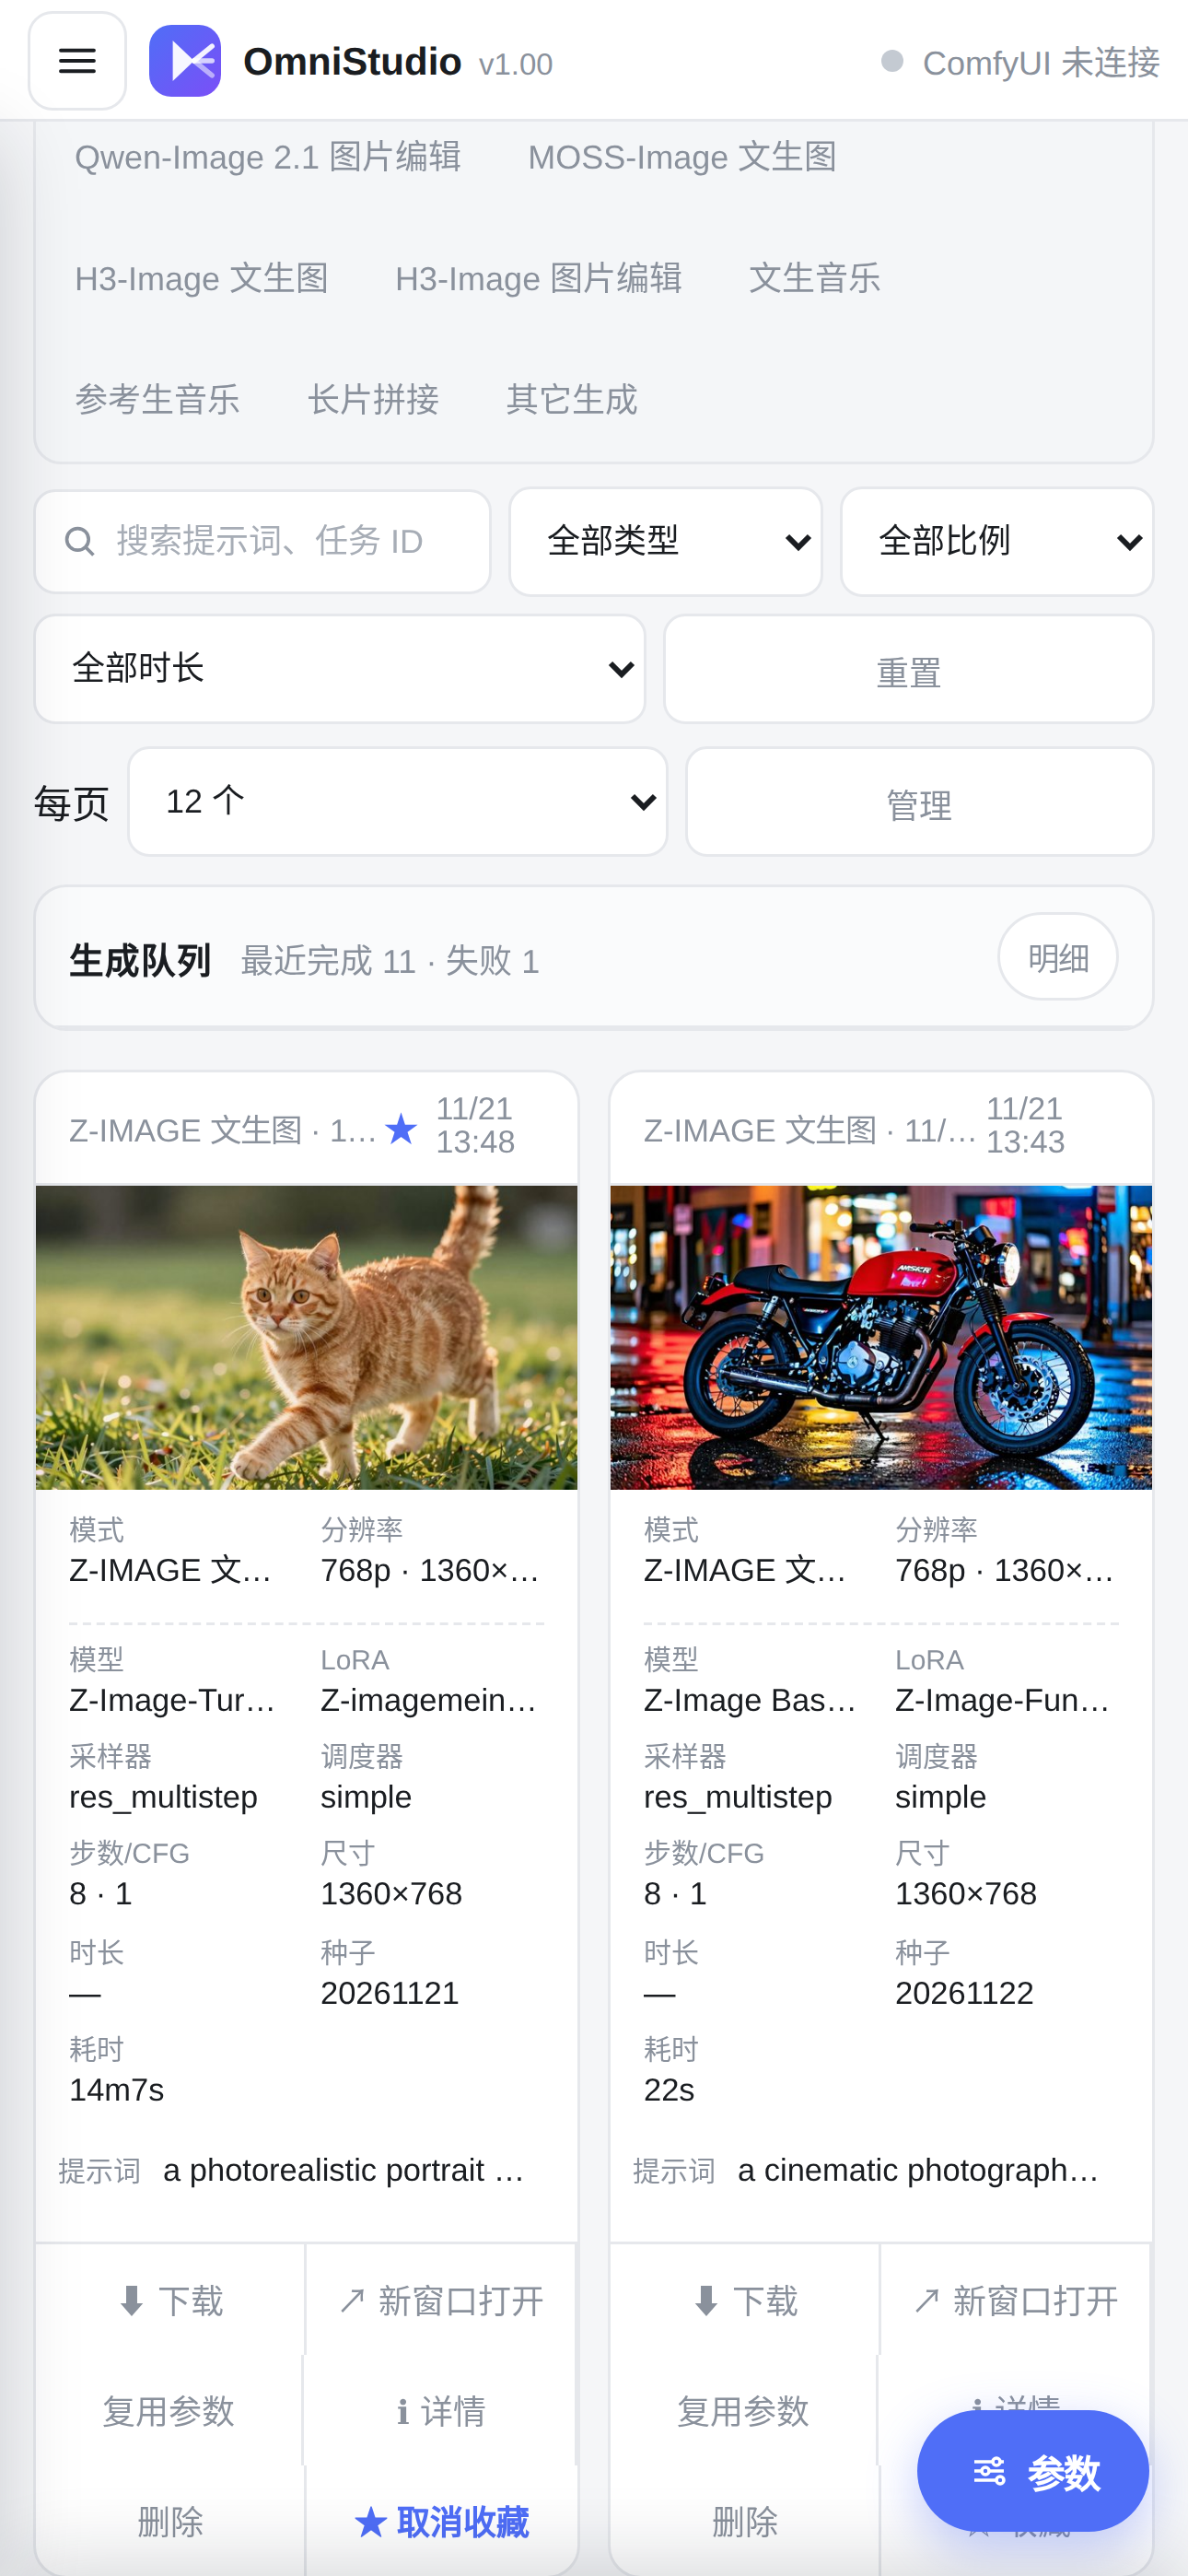 OmniStudio v1.00 ComfyUI 未连接
Qwen-Image 2.1 图片编辑 MOSS-Image 文生图
H3-Image 文生图 H3-Image 图片编辑 文生音乐
参考生音乐 长片拼接 其它生成
搜索提示词、任务 ID 全部类型 全部比例
全部时长 重置
每页 12 个 管理
生成队列 最近完成 11 · 失败 1 明细
Z-IMAGE 文生图 · 1… ★ 11/21 13:48
Z-IMAGE 文生图 · 11/… 11/21 13:43
模式 分辨率
Z-IMAGE 文… 768p · 1360×…
模型 LoRA
Z-Image-Tur… Z-imagemein…
采样器 调度器
res_multistep simple
步数/CFG 尺寸
8 · 1 1360×768
时长 种子
— 20261121
耗时
14m7s
提示词 a photorealistic portrait …
下载 新窗口打开
复用参数 详情
删除 ★ 取消收藏
模式 分辨率
Z-IMAGE 文… 768p · 1360×…
模型 LoRA
Z-Image Bas… Z-Image-Fun…
采样器 调度器
res_multistep simple
步数/CFG 尺寸
8 · 1 1360×768
时长 种子
— 20261122
耗时
22s
提示词 a cinematic photograph…
下载 新窗口打开
复用参数 详情
删除
参数